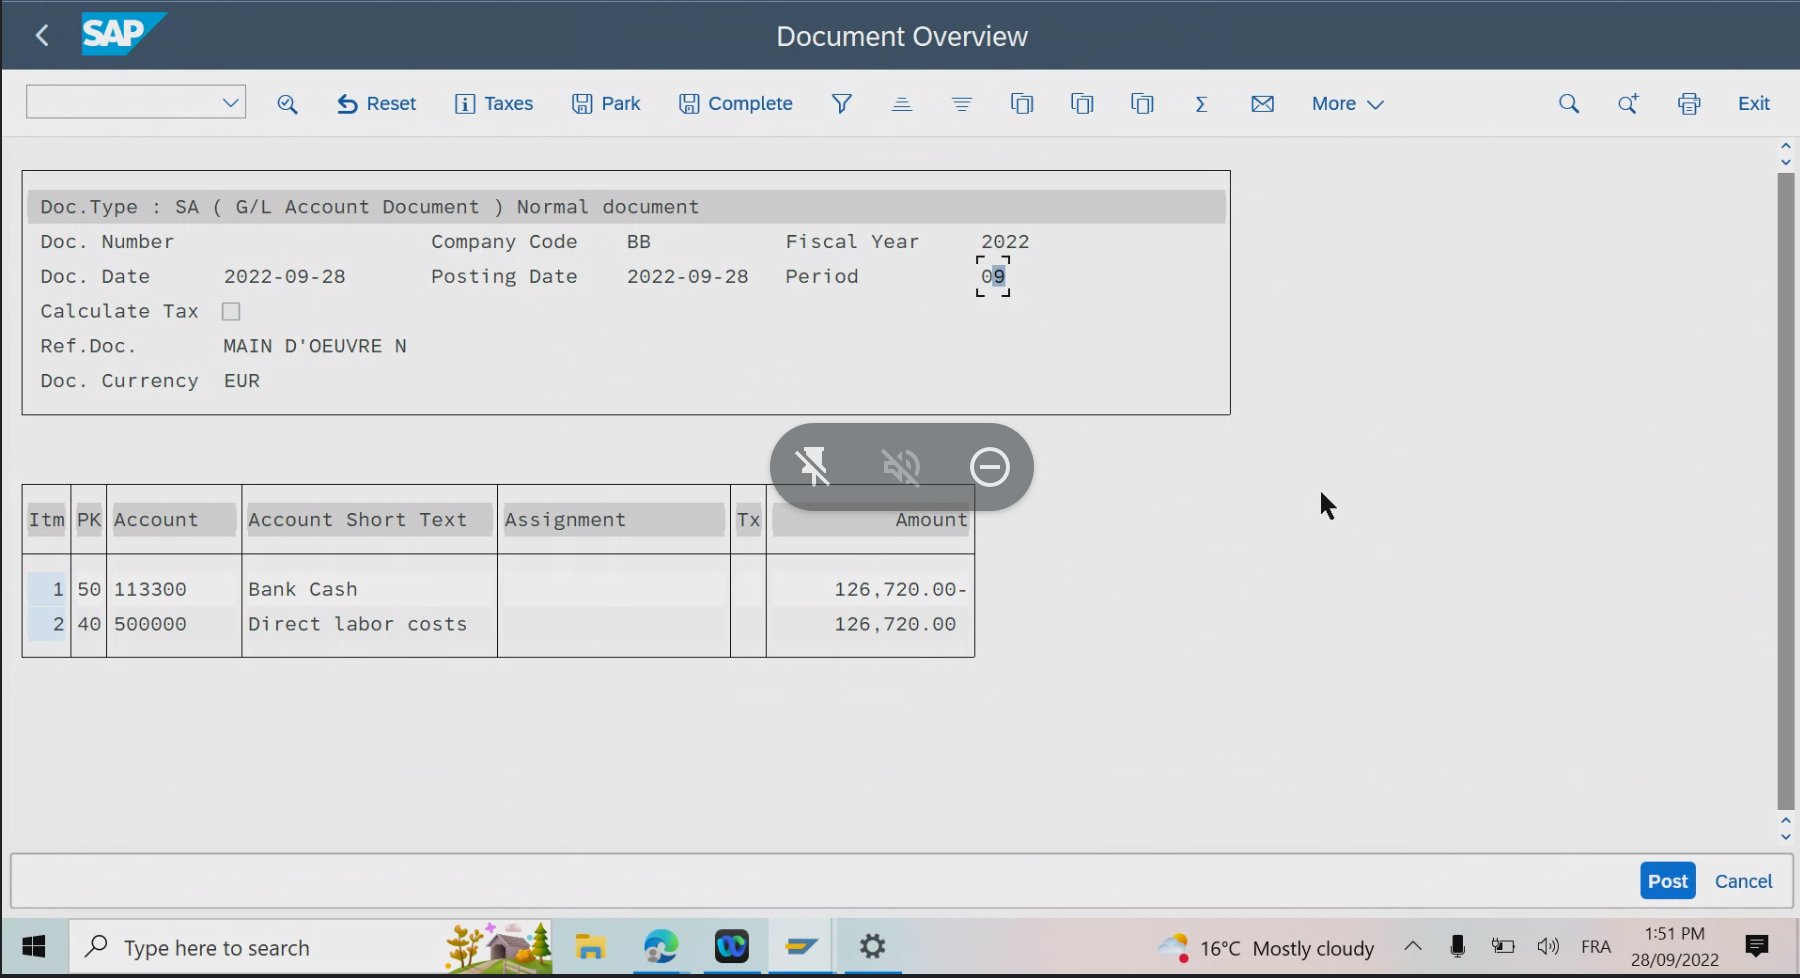 SAP Document Overview
Reset Taxes Park Complete Σ More Exit
Doc.Type : SA ( G/L Account Document ) Normal document
Doc. Number Company Code BB Fiscal Year 2022
Doc. Date 2022-09-28 Posting Date 2022-09-28 Period 09
Calculate Tax
Ref.Doc. MAIN D'OEUVRE N
Doc. Currency EUR
Itm PK Account Account Short Text Assignment Tx Amount
1 50 113300 Bank Cash 126,720.00-
2 40 500000 Direct labor costs 126,720.00
Post Cancel
Type here to search 16°C Mostly cloudy FRA 1:51 PM
28/09/2022